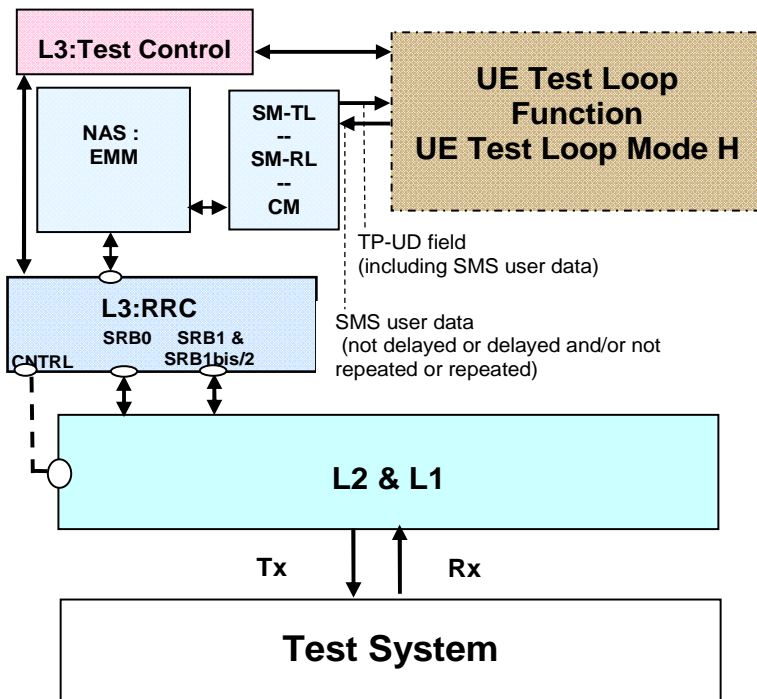 L3:Test Control
UE Test Loop
Function
UE Test Loop Mode H
NAS :
EMM
SM-TL
--
SM-RL
--
CM
TP-UD field
(including SMS user data)
L3:RRC
SRB0
SRB1 &
SRB1bis/2
CNTRL
SMS user data
(not delayed or delayed and/or not
repeated or repeated)
L2 & L1
Tx
Rx
Test System